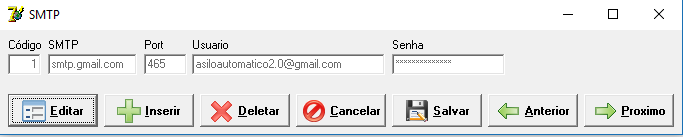 SMTP
Código SMTP Port Usuario Senha
1 smtp.gmail.com 465 asiloautomatico2.0@gmail.com **************
Editar Inserir Deletar Cancelar Salvar Anterior Proximo